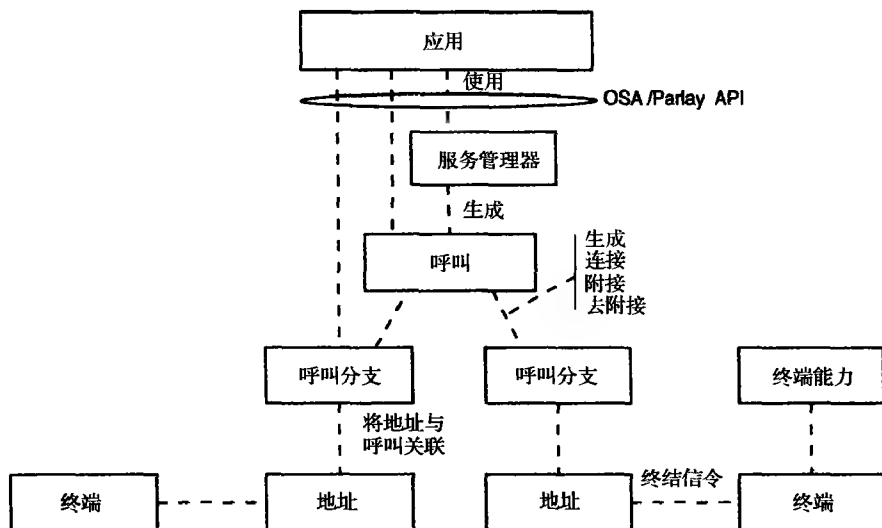 应用
使用
OSA/Parlay API
服务管理器
生成
呼叫
生成
连接
附接
去附接
呼叫分支
呼叫分支
终端能力
将地址与
呼叫关联
终端
地址
地址
终结信令
终端